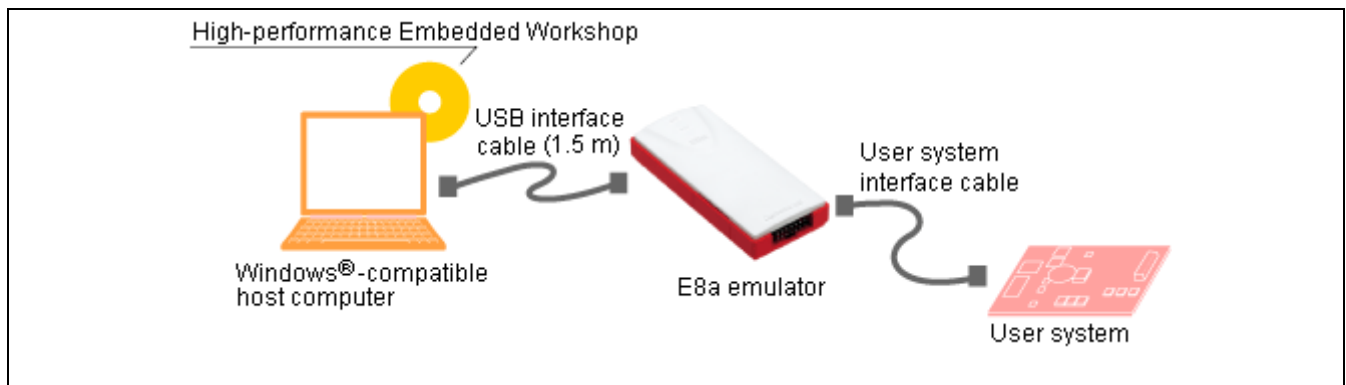 High-performance Embedded Workshop
USB interface
cable (1.5 m)
User system
interface cable
Windows®-compatible
host computer
E8a emulator
User system